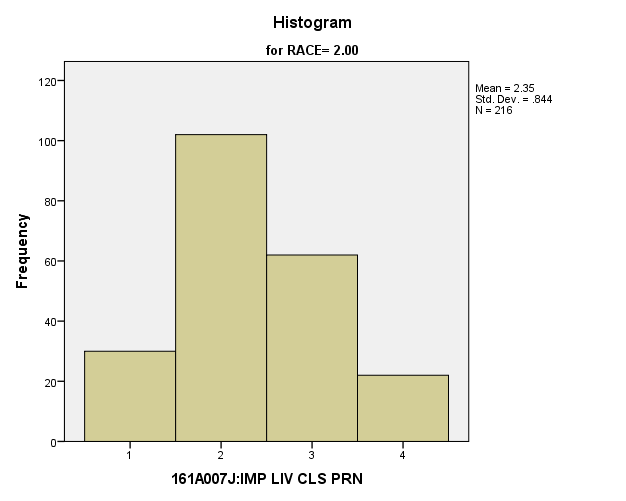 Histogram
for RACE= 2.00
Mean = 2.35
Std. Dev. = .844
N = 216
Frequency
120
100
80
60
40
20
0
1 2 3 4
161A007J:IMP LIV CLS PRN